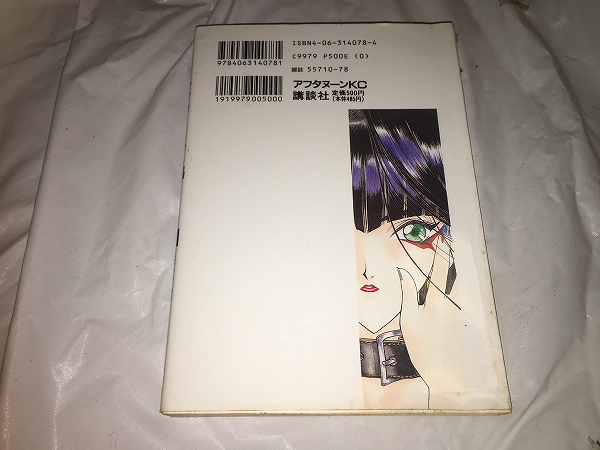 9784063140781
ISBN4-06-314078-4
C9979 P500E (0)
雑誌 55710-78
1919979005000
アフタヌーンKC
講談社 定価500円
(本体485円)